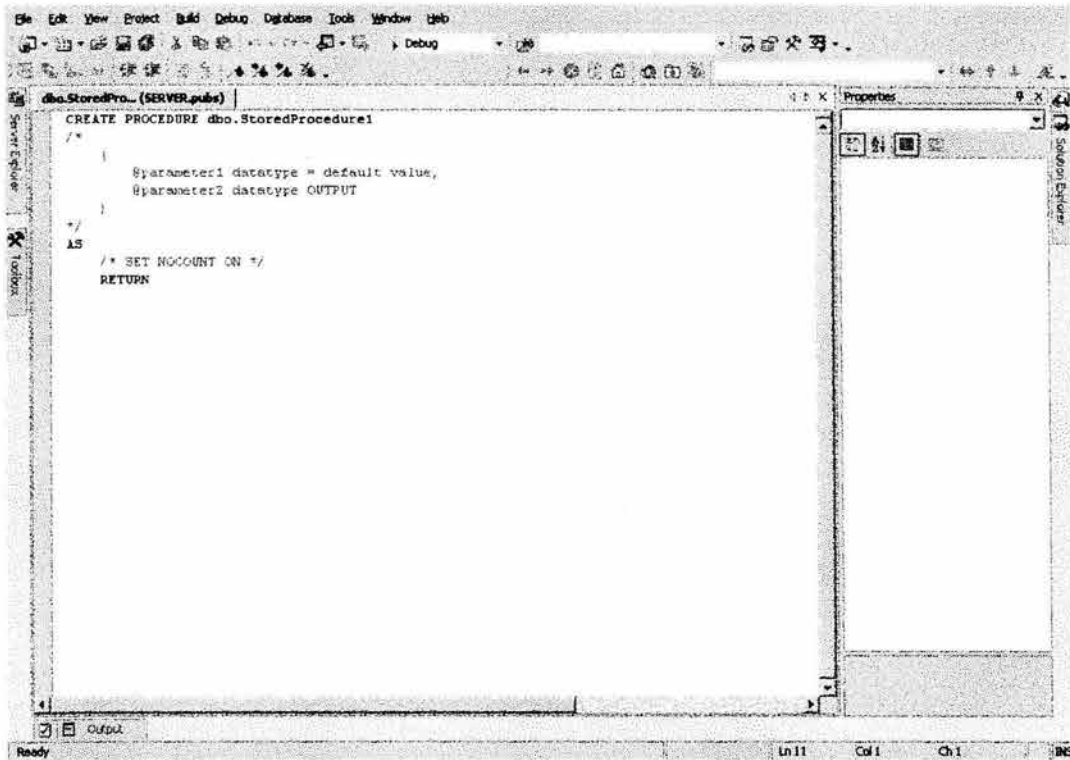 File Edit View Project Build Debug Database Tools Window Help
Debug
dbo.StoredPro... (SERVER.pubs)
CREATE PROCEDURE dbo.StoredProcedure1
/*
(
@parameter1 datatype = default value,
@parameter2 datatype OUTPUT
)
*/
AS
/* SET NOCOUNT ON */
RETURN
Properties
Server Explorer
Toolbox
Solution Explorer
Output
Ready Ln 11 Col 1 Ch 1 INS